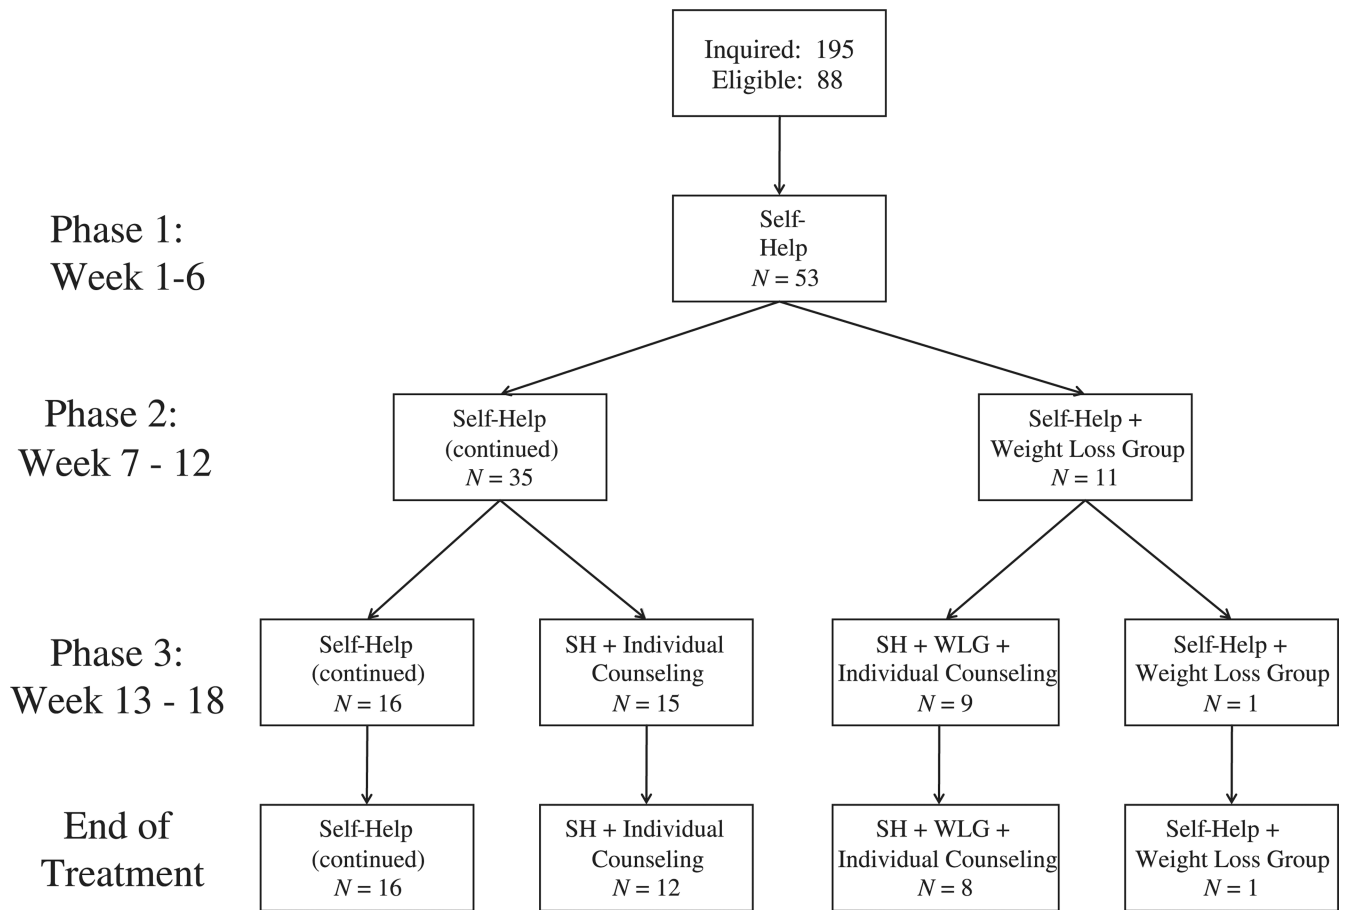 Inquired: 195
Eligible: 88
Phase 1:
Week 1-6
Self-
Help
N = 53
Phase 2:
Week 7 - 12
Self-Help
(continued)
N = 35
Self-Help +
Weight Loss Group
N = 11
Phase 3:
Week 13 - 18
Self-Help
(continued)
N = 16
SH + Individual
Counseling
N = 15
SH + WLG +
Individual Counseling
N = 9
Self-Help +
Weight Loss Group
N = 1
End of
Treatment
Self-Help
(continued)
N = 16
SH + Individual
Counseling
N = 12
SH + WLG +
Individual Counseling
N = 8
Self-Help +
Weight Loss Group
N = 1